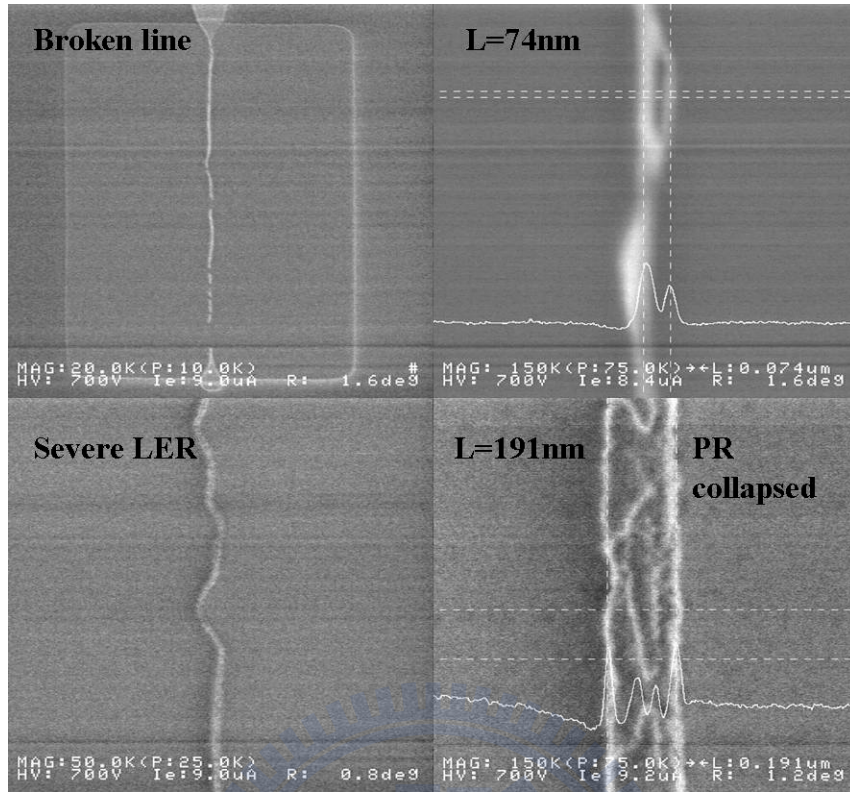 Broken line
MAG:20.0K(P:10.0K) #
HV: 700V Ie:9.0uA R: 1.6deg
L=74nm
MAG: 150K(P:75.0K)→←L:0.074um
HV: 700V Ie:8.4uA R: 1.6deg
Severe LER
MAG:50.0K(P:25.0K)
HV: 700V Ie:9.0uA R: 0.8deg
L=191nm
PR
collapsed
MAG: 150K(P:75.0K)→←L:0.191um
HV: 700V Ie:9.2uA R: 1.2deg